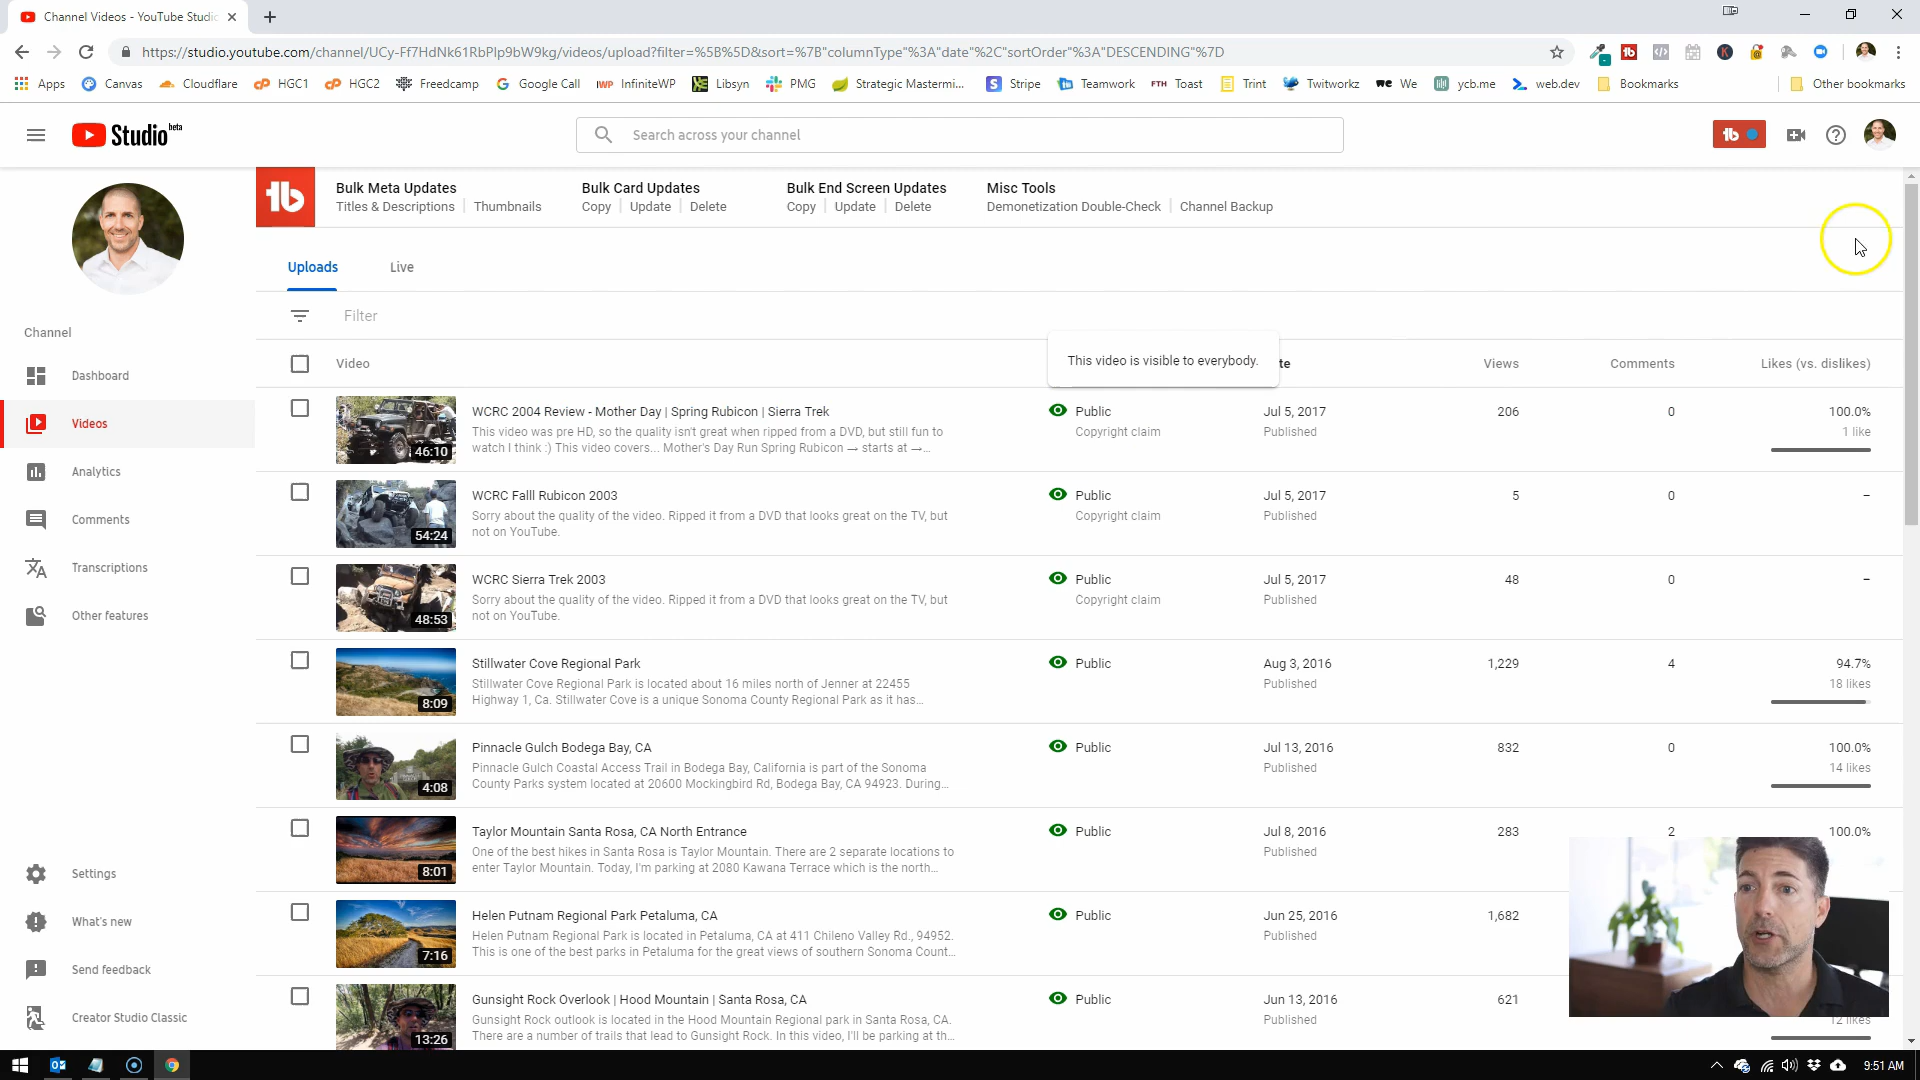 Channel Videos - YouTube Studio
https://studio.youtube.com/channel/UCy-Ff7HdNk61RbPlp9bW9kg/videos/upload?filter=%5B%5D&sort=%7B"columnType"%3A"date"%2C"sortOrder"%3A"DESCENDING"%7D
Apps Canvas Cloudflare HGC1 HGC2 Freedcamp Google Call InfiniteWP Libsyn PMG Strategic Mastermi... Stripe Teamwork FTH Toast Trint Twitworkz We ycb.me web.dev Bookmarks Other bookmarks
Studio beta
Search across your channel
Bulk Meta Updates Bulk Card Updates Bulk End Screen Updates Misc Tools
Titles & Descriptions Thumbnails Copy Update Delete Copy Update Delete Demonetization Double-Check Channel Backup
Uploads Live
Filter
Channel
Dashboard
Videos
Analytics
Comments
Transcriptions
Other features
Settings
What's new
Send feedback
Creator Studio Classic
This video is visible to everybody.
Video te Views Comments Likes (vs. dislikes)
WCRC 2004 Review - Mother Day | Spring Rubicon | Sierra Trek Public Jul 5, 2017 206 0 100.0%
This video was pre HD, so the quality isn't great when ripped from a DVD, but still fun to Copyright claim Published 1 like
watch I think :) This video covers... Mother's Day Run Spring Rubicon → starts at →...
46:10
WCRC Falll Rubicon 2003 Public Jul 5, 2017 5 0 –
Sorry about the quality of the video. Ripped it from a DVD that looks great on the TV, but Copyright claim Published
not on YouTube.
54:24
WCRC Sierra Trek 2003 Public Jul 5, 2017 48 0 –
Sorry about the quality of the video. Ripped it from a DVD that looks great on the TV, but Copyright claim Published
not on YouTube.
48:53
Stillwater Cove Regional Park Public Aug 3, 2016 1,229 4 94.7%
Stillwater Cove Regional Park is located about 16 miles north of Jenner at 22455 Published 18 likes
Highway 1, Ca. Stillwater Cove is a unique Sonoma County Regional Park as it has...
8:09
Pinnacle Gulch Bodega Bay, CA Public Jul 13, 2016 832 0 100.0%
Pinnacle Gulch Coastal Access Trail in Bodega Bay, California is part of the Sonoma Published 14 likes
County Parks system located at 20600 Mockingbird Rd, Bodega Bay, CA 94923. During...
4:08
Taylor Mountain Santa Rosa, CA North Entrance Public Jul 8, 2016 283 2 100.0%
One of the best hikes in Santa Rosa is Taylor Mountain. There are 2 separate locations to Published
enter Taylor Mountain. Today, I'm parking at 2080 Kawana Terrace which is the north...
8:01
Helen Putnam Regional Park Petaluma, CA Public Jun 25, 2016 1,682
Helen Putnam Regional Park is located in Petaluma, CA at 411 Chileno Valley Rd., 94952. Published
This is one of the best parks in Petaluma for the great views of southern Sonoma Count...
7:16
Gunsight Rock Overlook | Hood Mountain | Santa Rosa, CA Public Jun 13, 2016 621
Gunsight Rock outlook is located in the Hood Mountain Regional park in Santa Rosa, CA. Published 12 likes
There are a number of trails that lead to Gunsight Rock. In this video, I'll be parking at th...
13:26
9:51 AM